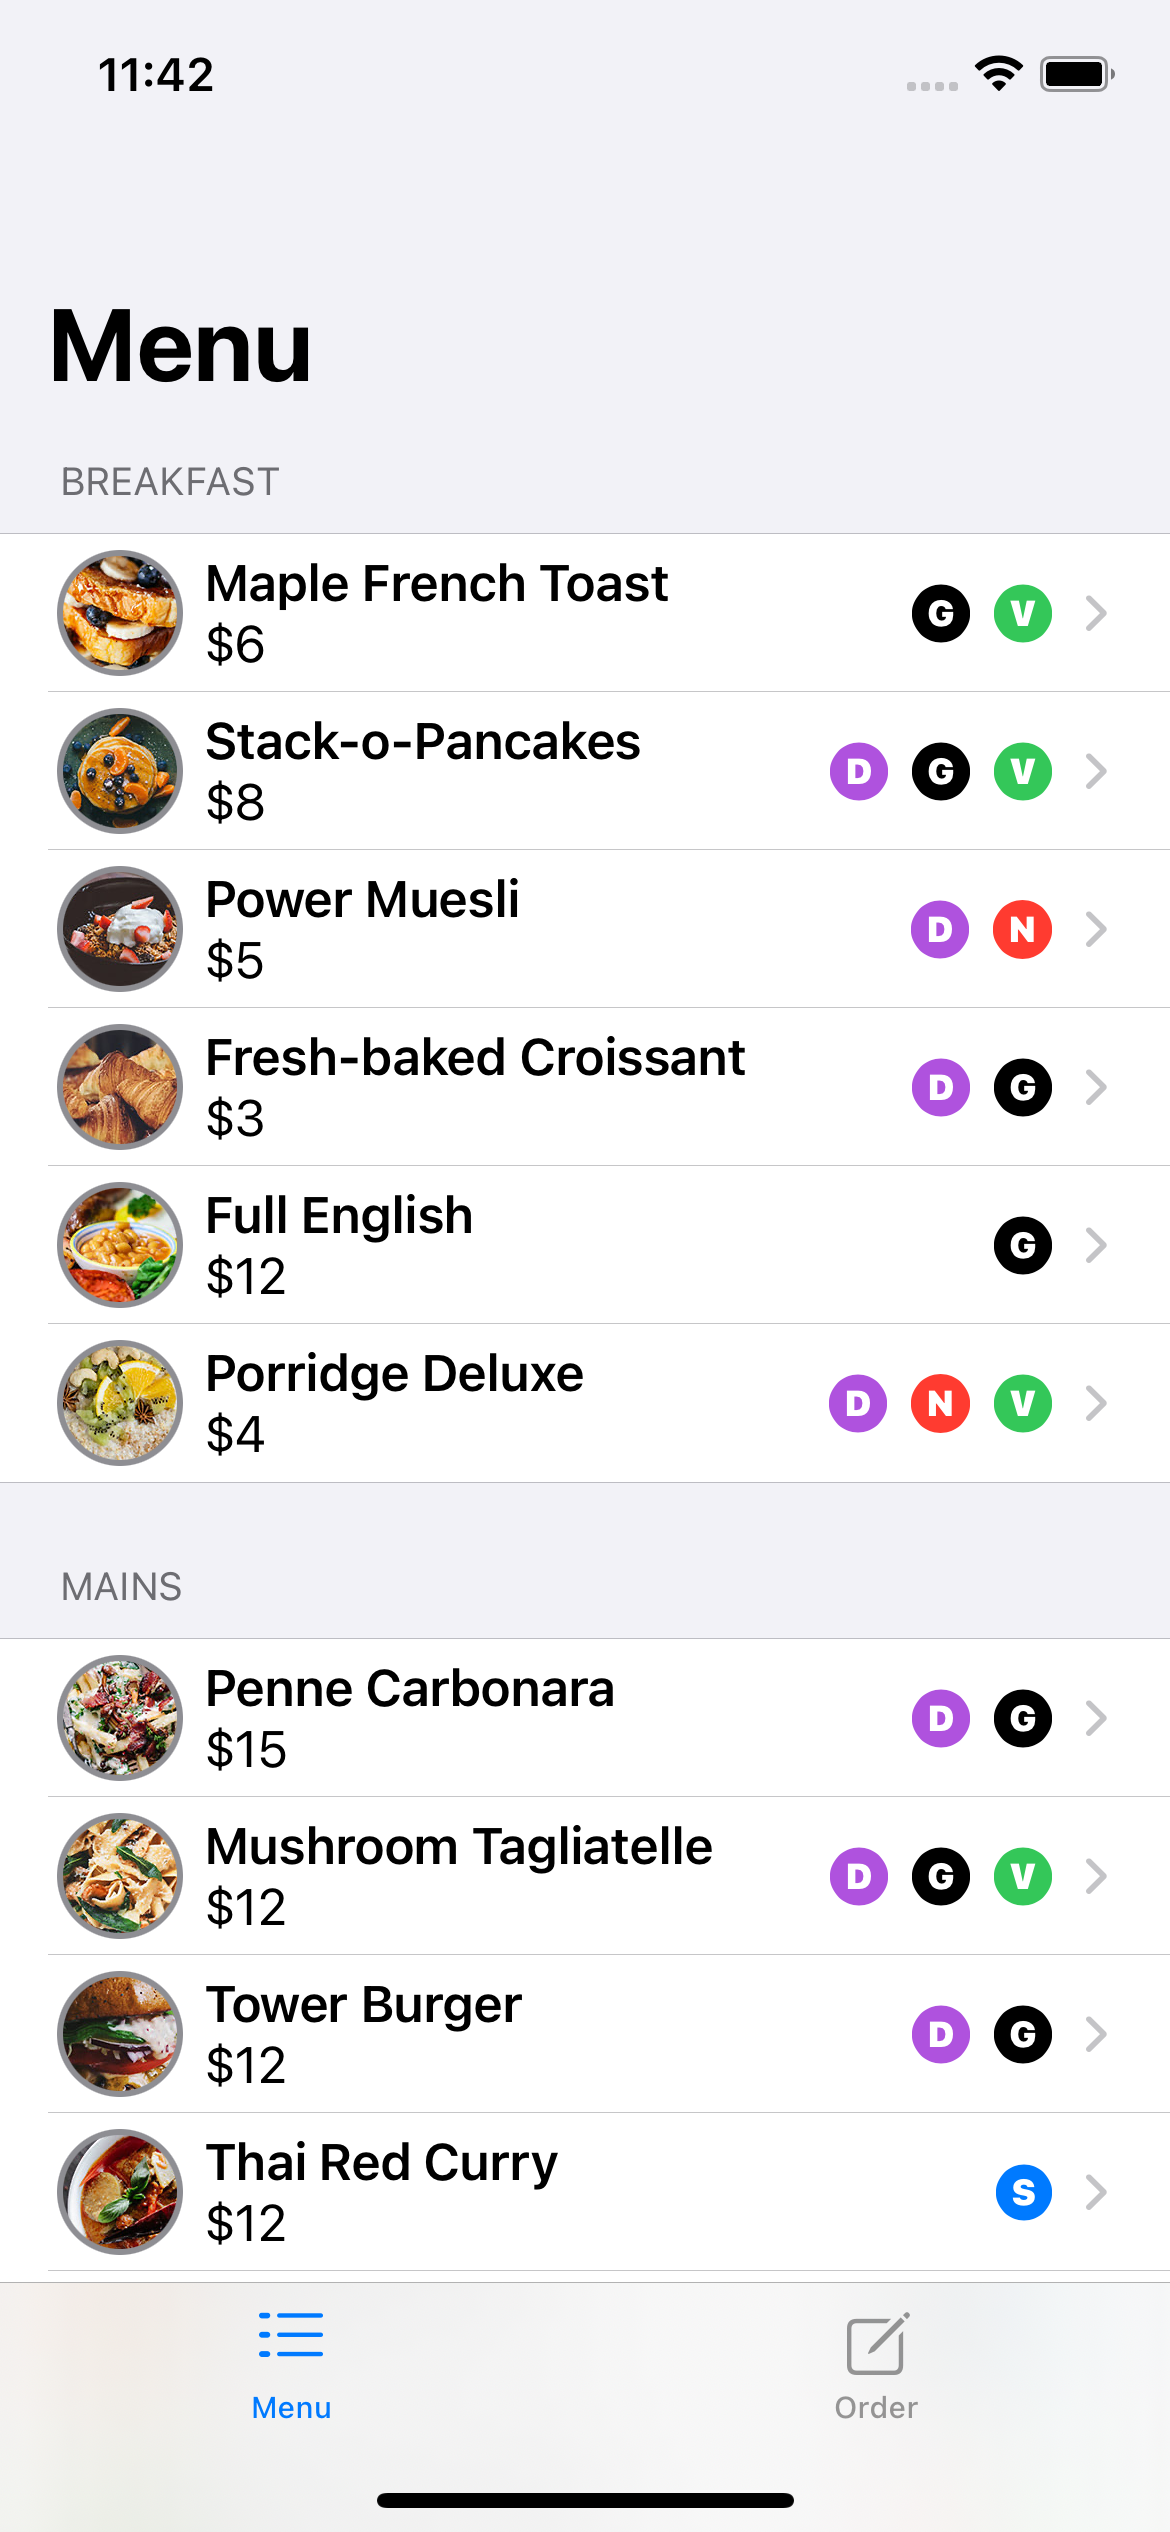 11:42
Menu
BREAKFAST
Maple French Toast
$6
G V
Stack-o-Pancakes
$8
D G V
Power Muesli
$5
D N
Fresh-baked Croissant
$3
D G
Full English
$12
G
Porridge Deluxe
$4
D N V
MAINS
Penne Carbonara
$15
D G
Mushroom Tagliatelle
$12
D G V
Tower Burger
$12
D G
Thai Red Curry
$12
S
Menu Order